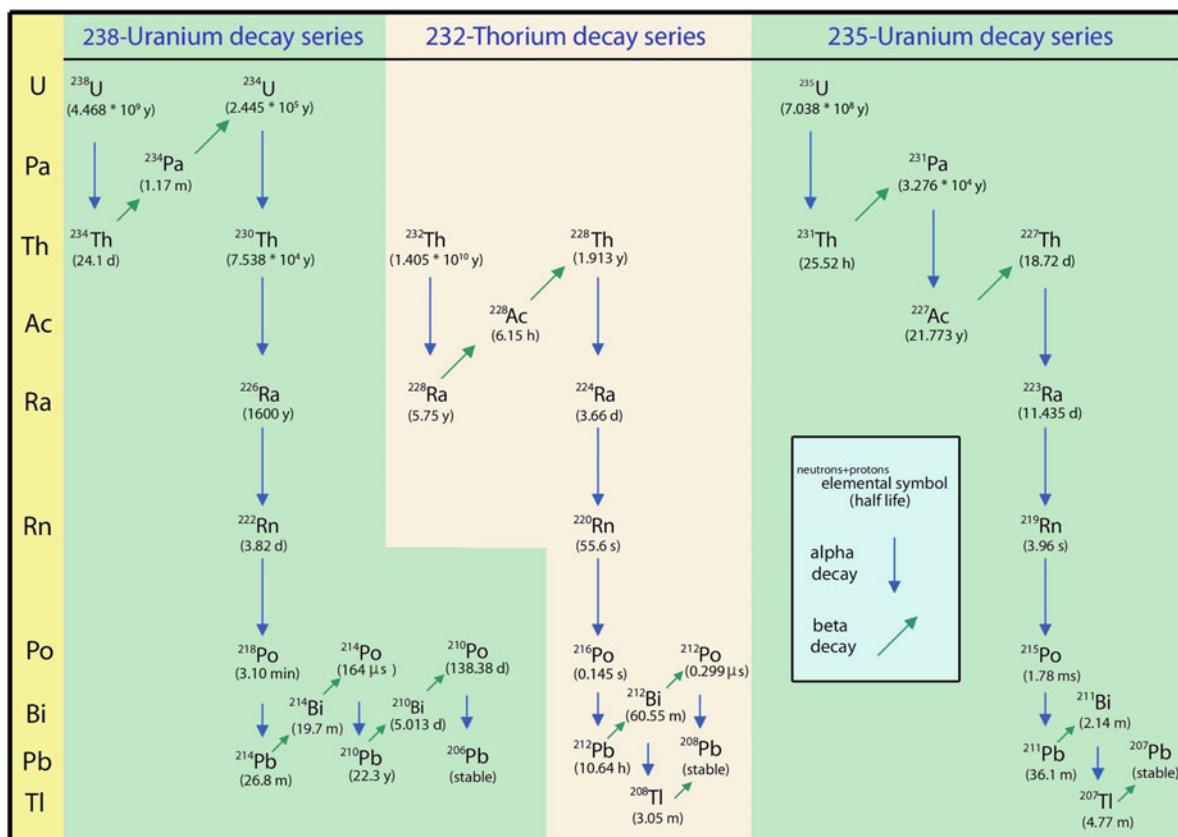 238-Uranium decay series
232-Thorium decay series
235-Uranium decay series
U
Pa
Th
Ac
Ra
Rn
Po
Bi
Pb
Tl
²³⁸U
(4.468 * 10⁹ y)
²³⁴U
(2.445 * 10⁵ y)
²³⁴Pa
(1.17 m)
²³⁴Th
(24.1 d)
²³⁰Th
(7.538 * 10⁴ y)
²²⁶Ra
(1600 y)
²²²Rn
(3.82 d)
²¹⁸Po
(3.10 min)
²¹⁴Po
(164 μs )
²¹⁰Po
(138.38 d)
²¹⁴Bi
(19.7 m)
²¹⁰Bi
(5.013 d)
²¹⁴Pb
(26.8 m)
²¹⁰Pb
(22.3 y)
²⁰⁶Pb
(stable)
²³²Th
(1.405 * 10¹⁰ y)
²²⁸Th
(1.913 y)
²²⁸Ac
(6.15 h)
²²⁸Ra
(5.75 y)
²²⁴Ra
(3.66 d)
²²⁰Rn
(55.6 s)
²¹⁶Po
(0.145 s)
²¹²Po
(0.299 μs)
²¹²Bi
(60.55 m)
²¹²Pb
(10.64 h)
²⁰⁸Pb
(stable)
²⁰⁸Tl
(3.05 m)
²³⁵U
(7.038 * 10⁸ y)
²³¹Pa
(3.276 * 10⁴ y)
²³¹Th
(25.52 h)
²²⁷Th
(18.72 d)
²²⁷Ac
(21.773 y)
²²³Ra
(11.435 d)
²¹⁹Rn
(3.96 s)
²¹⁵Po
(1.78 ms)
²¹¹Bi
(2.14 m)
²¹¹Pb
(36.1 m)
²⁰⁷Pb
(stable)
²⁰⁷Tl
(4.77 m)
neutrons+protons
elemental symbol
(half life)
alpha
decay
beta
decay